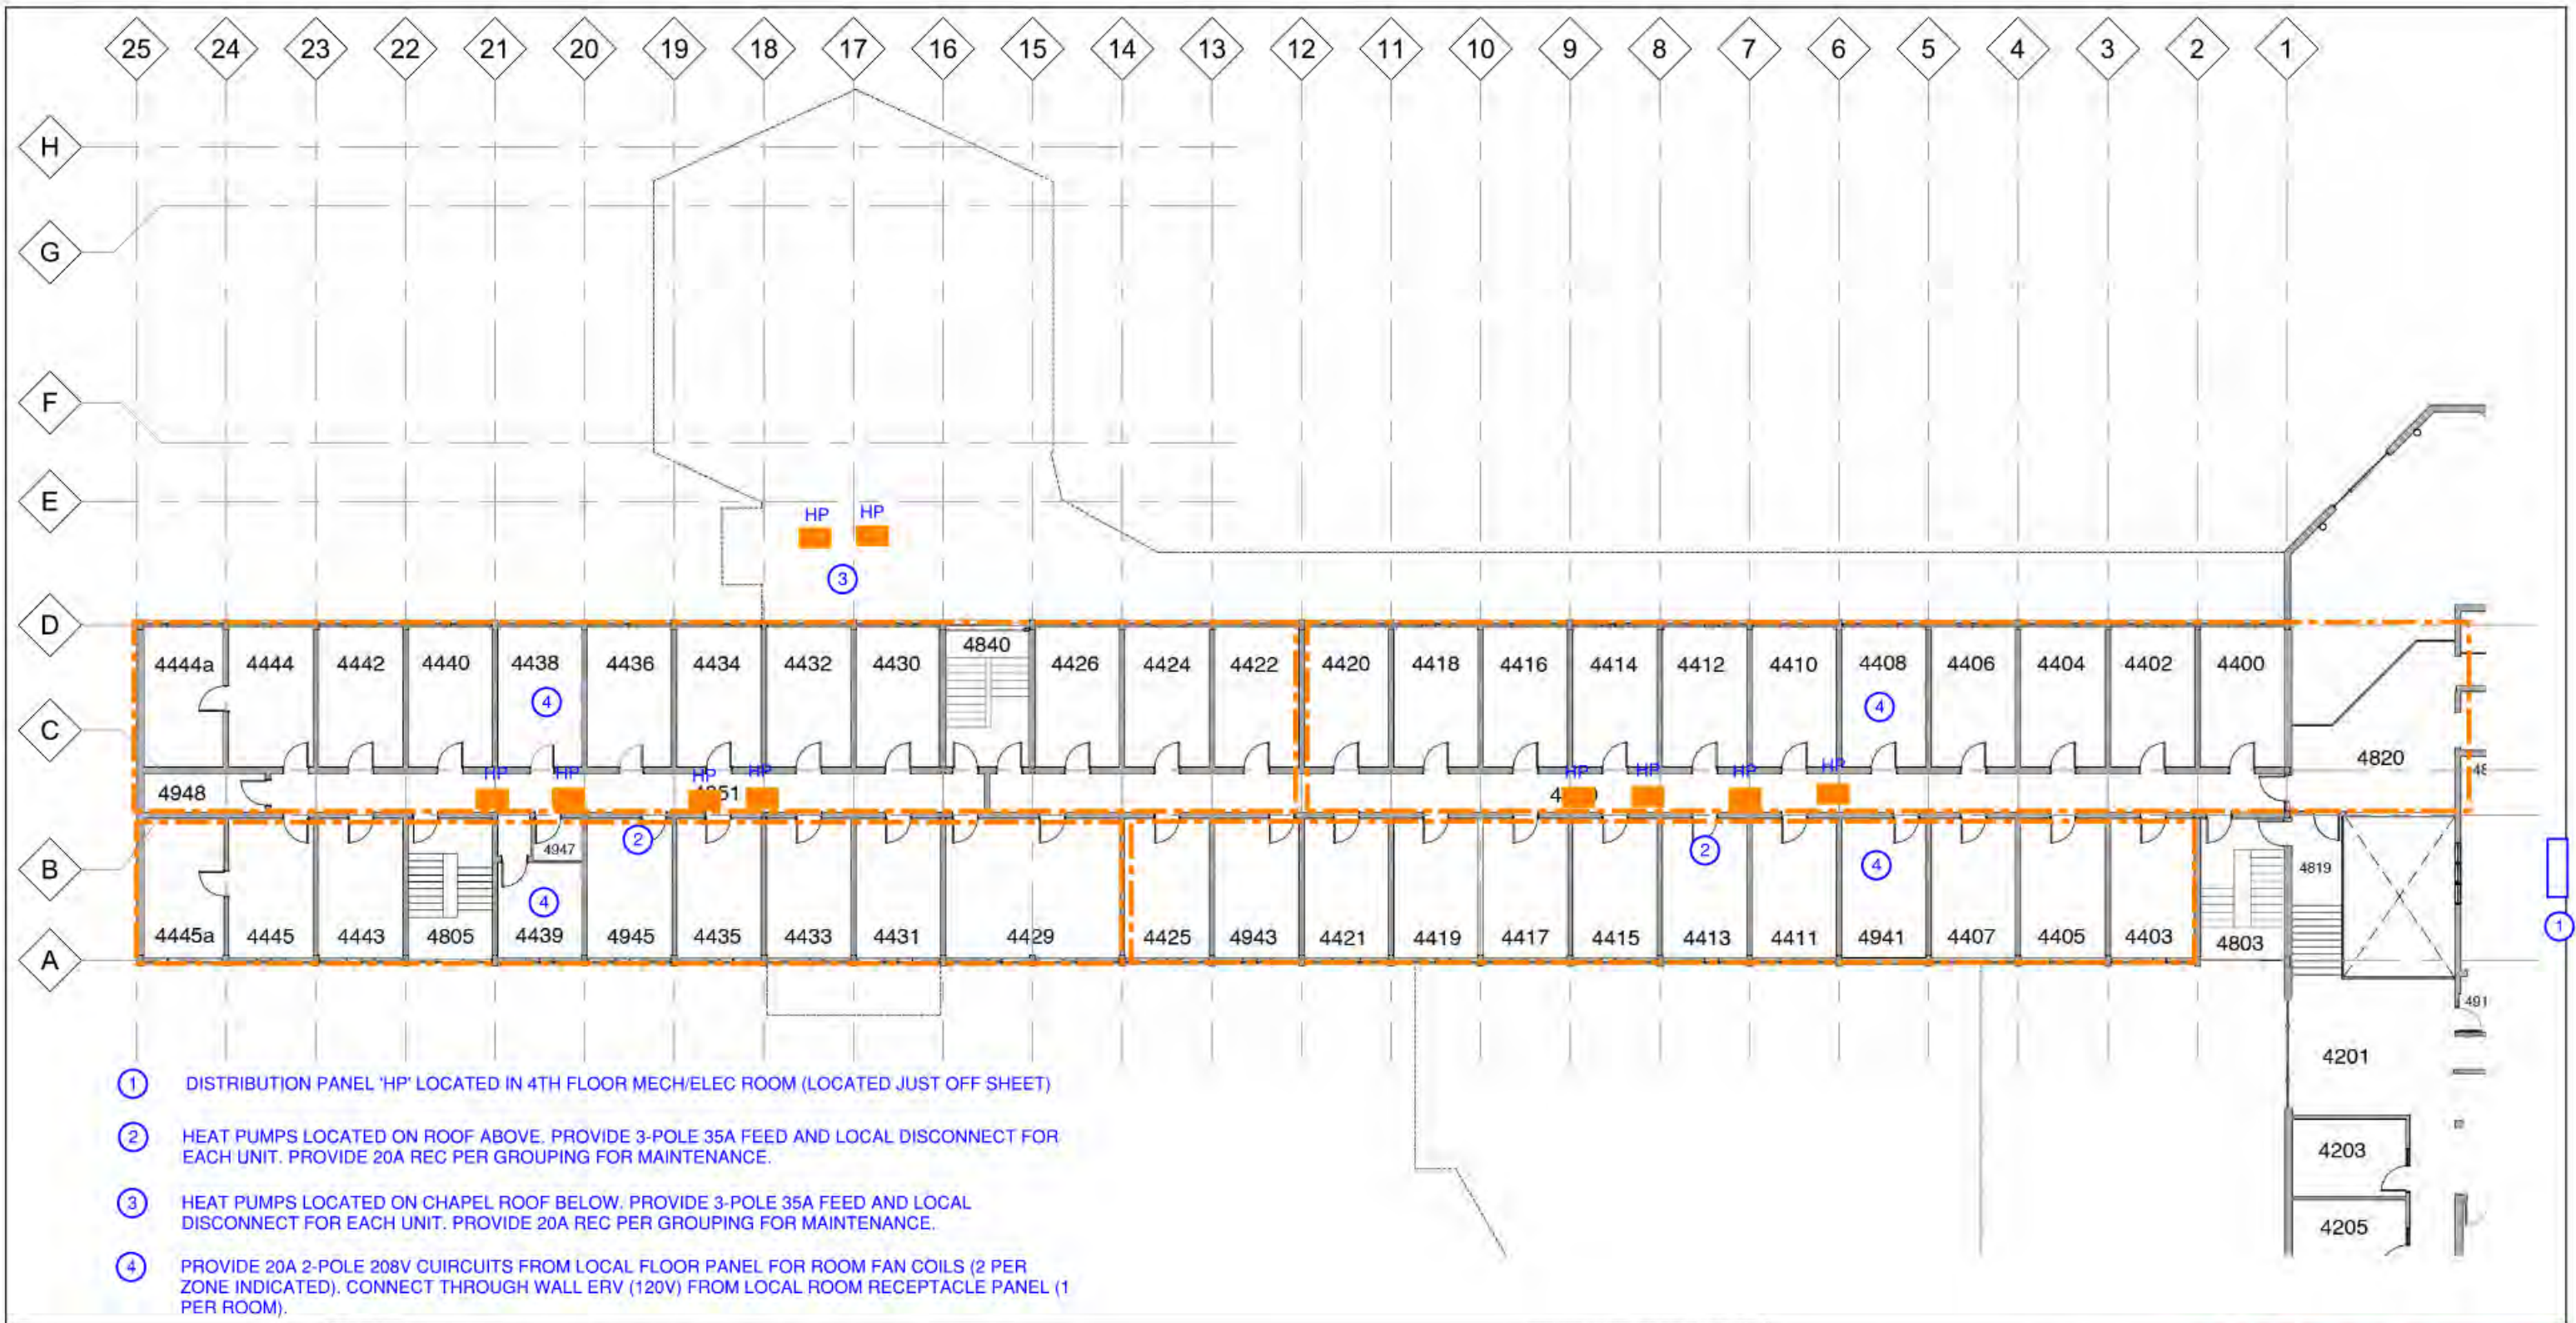 25 24 23 22 21 20 19 18 17 16 15 14 13 12 11 10 9 8 7 6 5 4 3 2 1
H
G
F
E
HP HP
3
D
4840
4444a 4444 4442 4440 4438 4436 4434 4432 4430 4426 4424 4422 4420 4418 4416 4414 4412 4410 4408 4406 4404 4402 4400
4 4
C
4820
HP HP HP HP HP HP HP HP
4948
2 2
4947
B
4 4
4819
1
4445a 4445 4443 4805 4439 4945 4435 4433 4431 4429 4425 4943 4421 4419 4417 4415 4413 4411 4941 4407 4405 4403 4803
A
491
4201
4203
4205
1 DISTRIBUTION PANEL 'HP' LOCATED IN 4TH FLOOR MECH/ELEC ROOM (LOCATED JUST OFF SHEET)
2 HEAT PUMPS LOCATED ON ROOF ABOVE. PROVIDE 3-POLE 35A FEED AND LOCAL DISCONNECT FOR
EACH UNIT. PROVIDE 20A REC PER GROUPING FOR MAINTENANCE.
3 HEAT PUMPS LOCATED ON CHAPEL ROOF BELOW. PROVIDE 3-POLE 35A FEED AND LOCAL
DISCONNECT FOR EACH UNIT. PROVIDE 20A REC PER GROUPING FOR MAINTENANCE.
4 PROVIDE 20A 2-POLE 208V CUIRCUITS FROM LOCAL FLOOR PANEL FOR ROOM FAN COILS (2 PER
ZONE INDICATED). CONNECT THROUGH WALL ERV (120V) FROM LOCAL ROOM RECEPTACLE PANEL (1
PER ROOM).